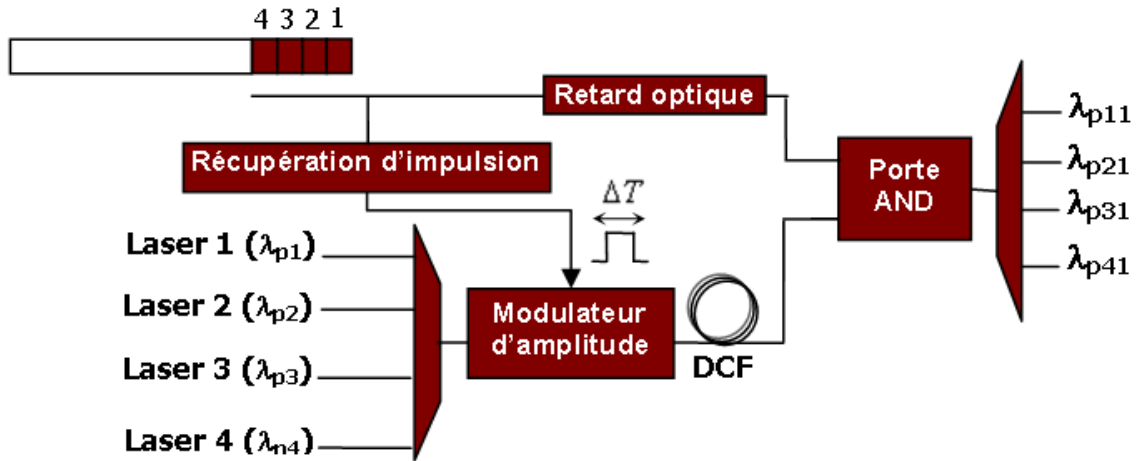 4 3 2 1
Retard optique
Récupération d'impulsion
ΔT
Porte
AND
λp11
λp21
λp31
λp41
Laser 1 (λp1)
Laser 2 (λp2)
Laser 3 (λp3)
Laser 4 (λn4)
Modulateur
d'amplitude
DCF